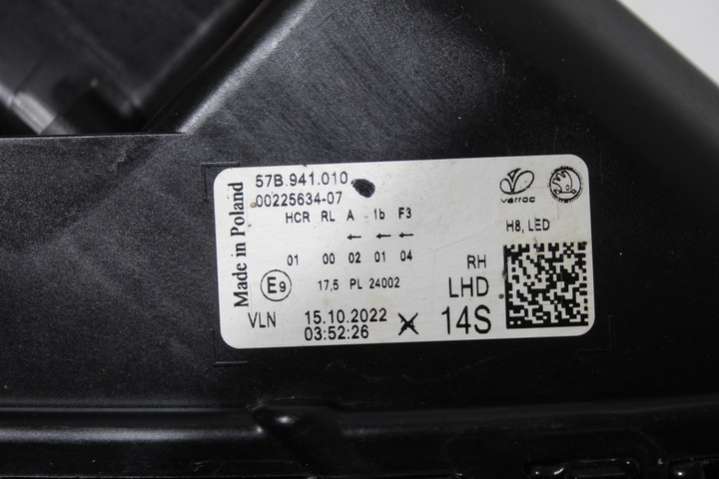 Made in Poland
57B.941.010
00225634-07
HCR RL A 1b F3
← ← ←
01 00 02 01 04
E9
17,5 PL 24002
VLN
15.10.2022
03:52:26
varroc
H8, LED
RH
LHD
14S